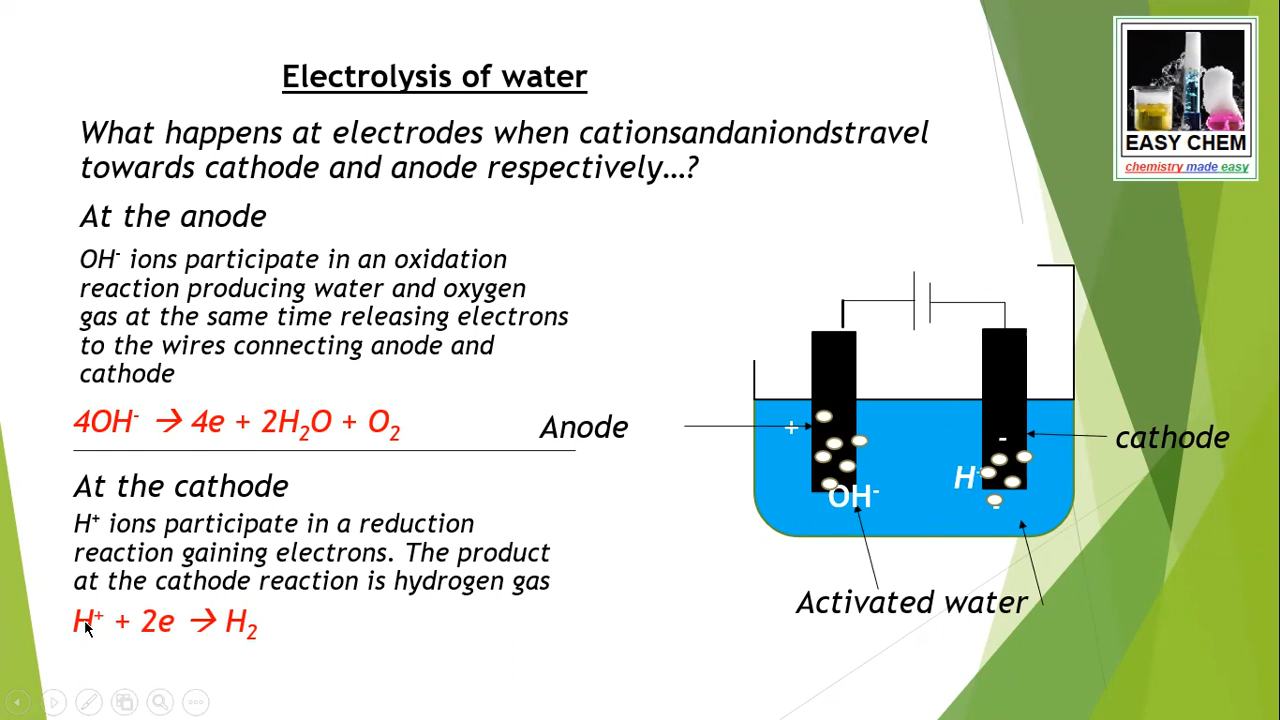 Electrolysis of water
What happens at electrodes when cationsandaniondstravel
towards cathode and anode respectively…?
At the anode
OH⁻ ions participate in an oxidation
reaction producing water and oxygen
gas at the same time releasing electrons
to the wires connecting anode and
cathode
4OH⁻ → 4e + 2H₂O + O₂
At the cathode
H⁺ ions participate in a reduction
reaction gaining electrons. The product
at the cathode reaction is hydrogen gas
H⁺ + 2e → H₂
Anode
+
OH⁻
-
H
-
cathode
Activated water
EASY CHEM
chemistry made easy